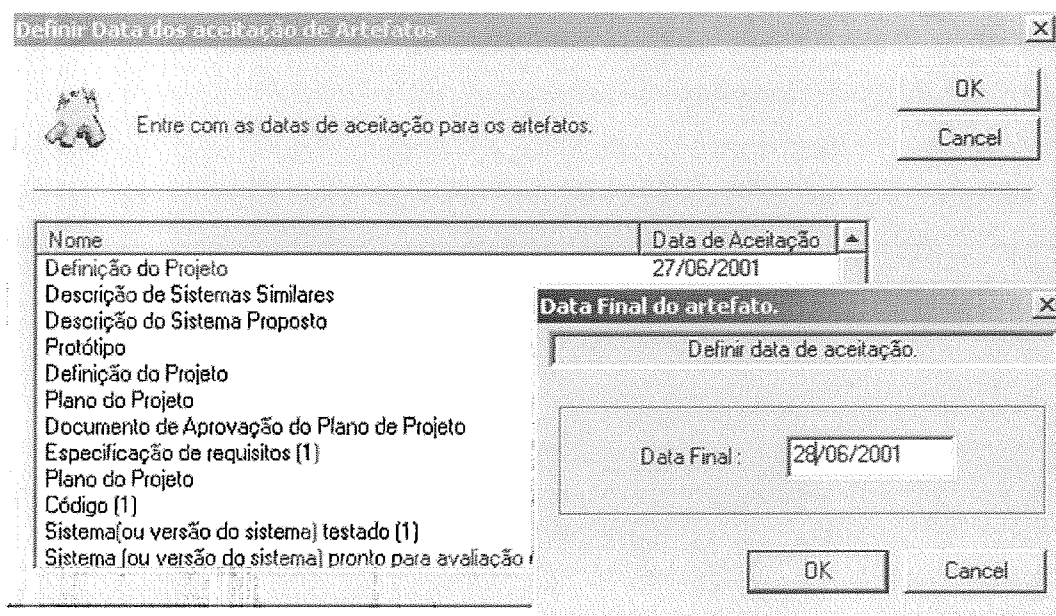 Definir Data dos aceitação de Artefatos
OK
Entre com as datas de aceitação para os artefatos.
Cancel
Nome Data de Aceitação
Definição do Projeto 27/06/2001
Descrição de Sistemas Similares
Descrição do Sistema Proposto
Protótipo
Definição do Projeto
Plano do Projeto
Documento de Aprovação do Plano de Projeto
Especificação de requisitos (1)
Plano do Projeto
Código (1)
Sistema(ou versão do sistema) testado (1)
Sistema (ou versão do sistema) pronto para avaliação (
Data Final do artefato.
Definir data de aceitação.
Data Final : 28/06/2001
OK Cancel